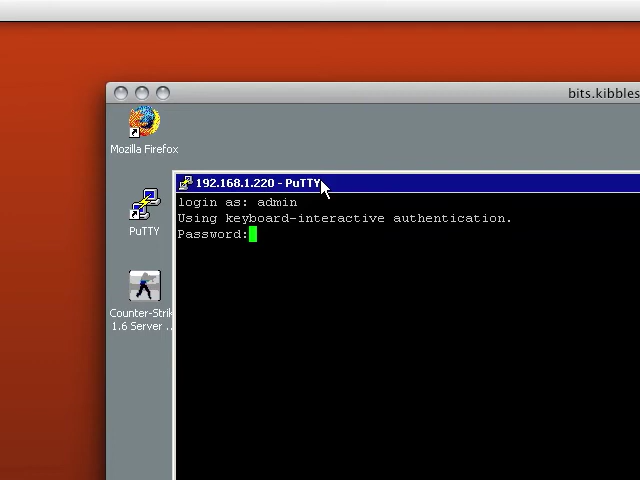 bits.kibbles
Mozilla Firefox
192.168.1.220 - PuTTY
login as: admin
Using keyboard-interactive authentication.
Password:
PuTTY
Counter-Strik
1.6 Server ..